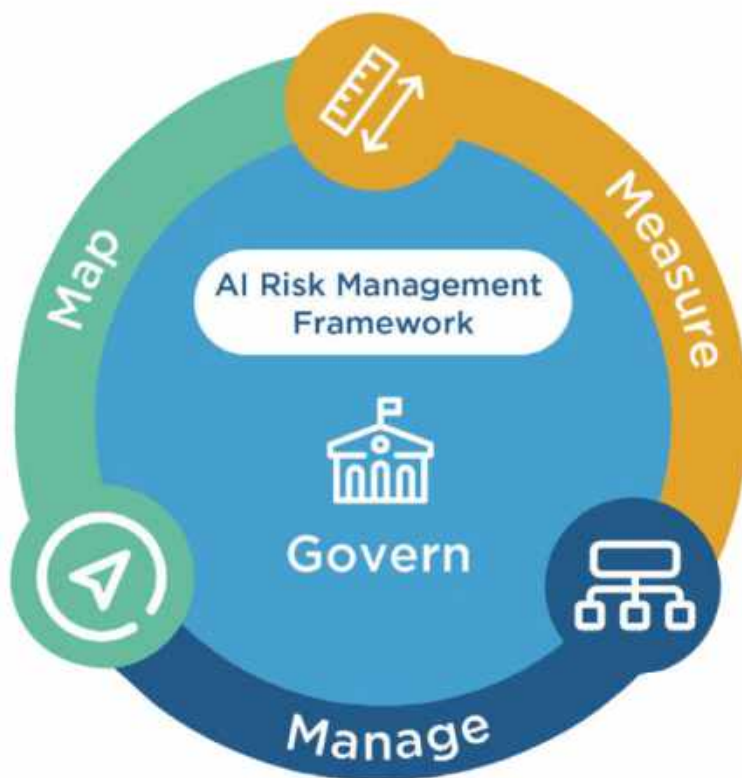 Map
Measure
AI Risk Management
Framework
Govern
Manage